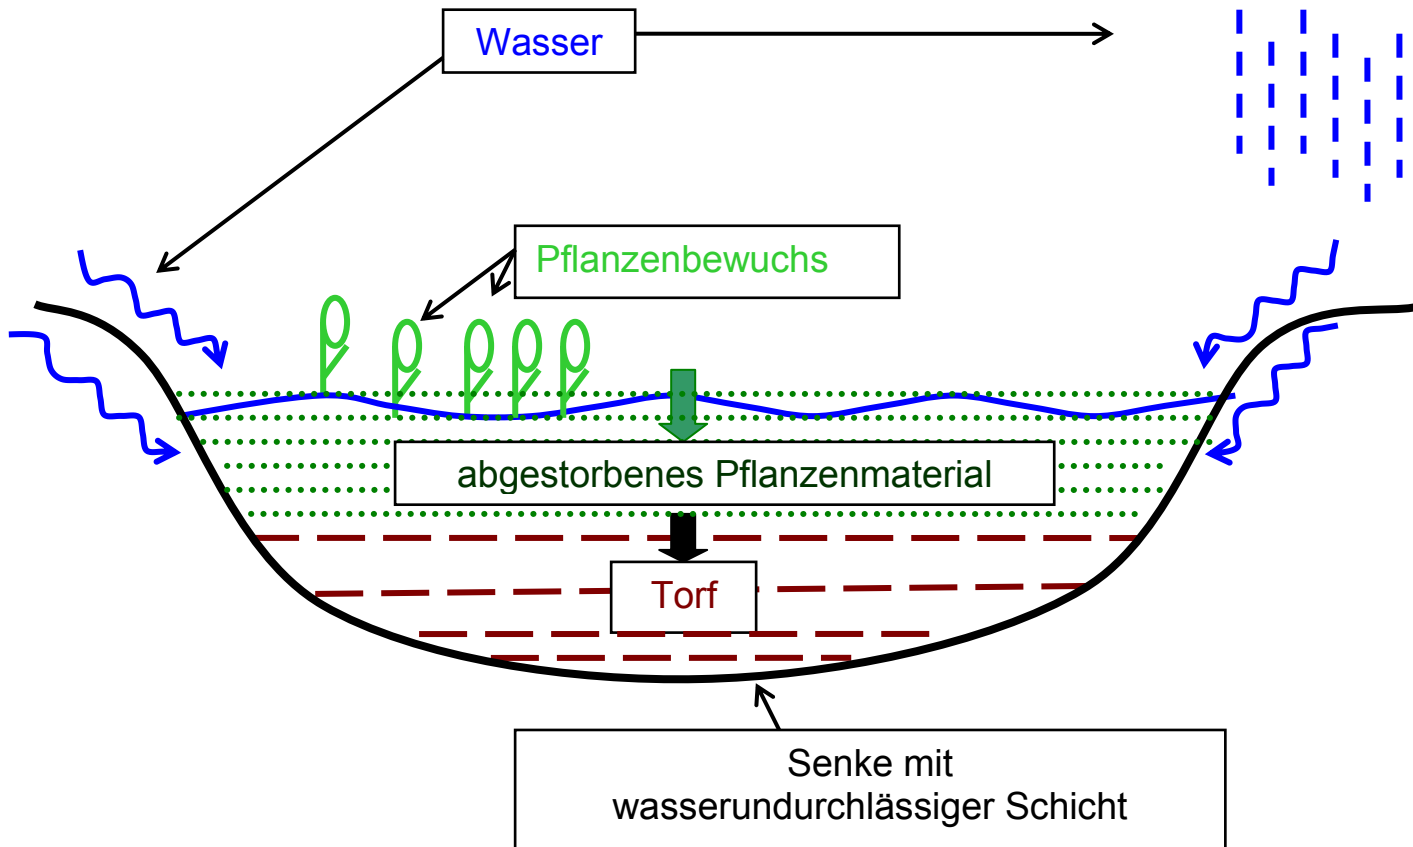 Wasser
Pflanzenbewuchs
abgestorbenes Pflanzenmaterial
Torf
Senke mit
wasserundurchlässiger Schicht